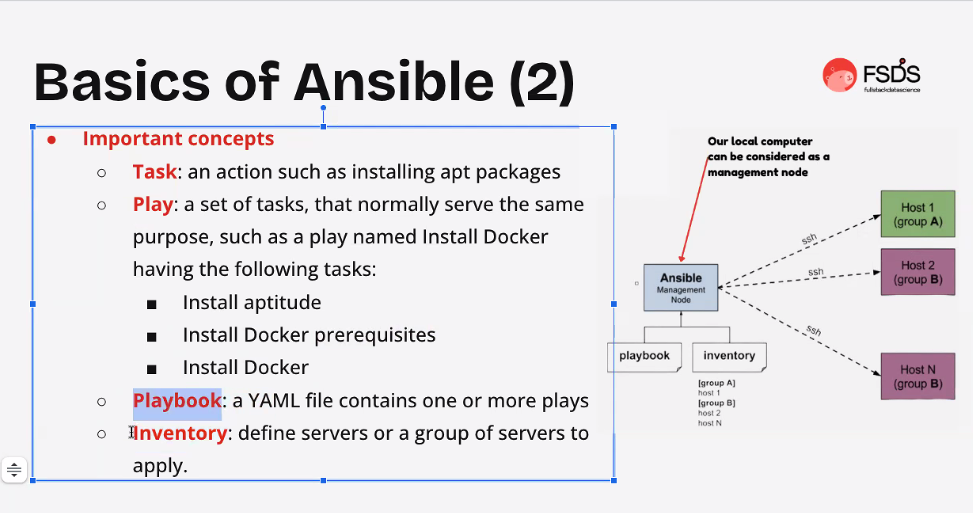 Basics of Ansible (2)
FSDS
fullstackdatascience
Important concepts
Task: an action such as installing apt packages
Play: a set of tasks, that normally serve the same
purpose, such as a play named Install Docker
having the following tasks:
Install aptitude
Install Docker prerequisites
Install Docker
Playbook: a YAML file contains one or more plays
Inventory: define servers or a group of servers to
apply.
Our local computer
can be considered as a
management node
Host 1
(group A)
ssh
Host 2
(group B)
ssh
Ansible
Management
Node
ssh
Host N
(group B)
playbook
inventory
[group A]
host 1
[group B]
host 2
host N